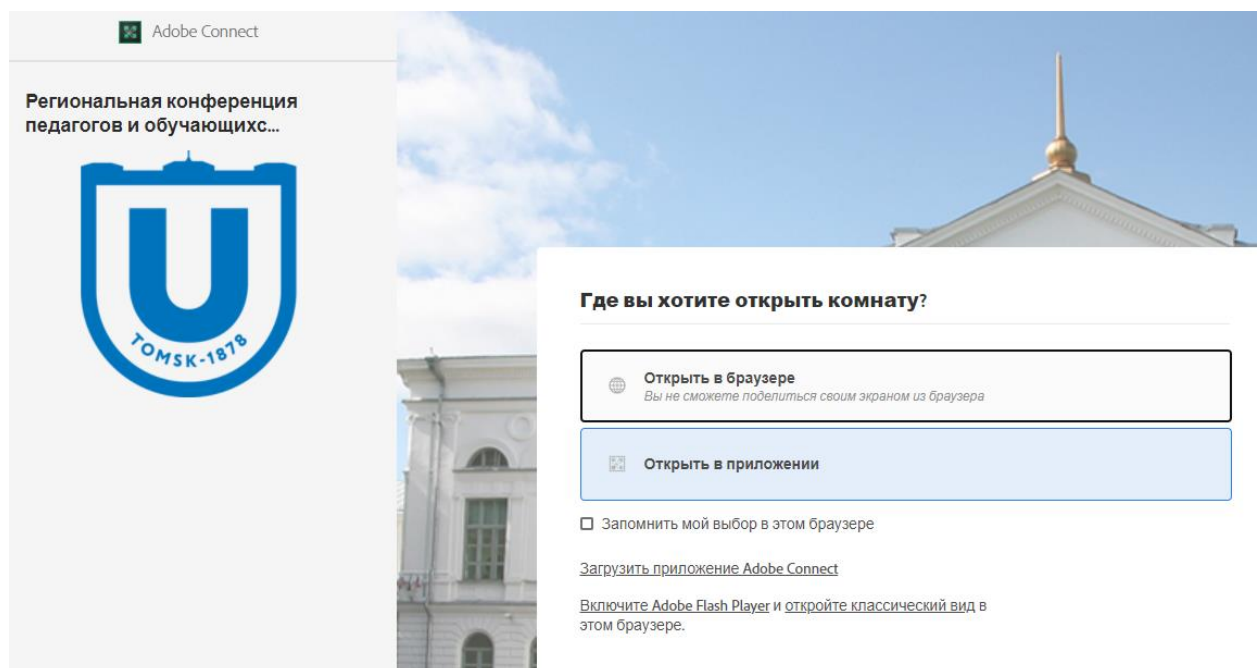 Adobe Connect
Региональная конференция
педагогов и обучающихс...
U
TOMSK-1878
Где вы хотите открыть комнату?
Открыть в браузере
Вы не сможете поделиться своим экраном из браузера
Открыть в приложении
Запомнить мой выбор в этом браузере
Загрузить приложение Adobe Connect
Включите Adobe Flash Player и откройте классический вид в
этом браузере.